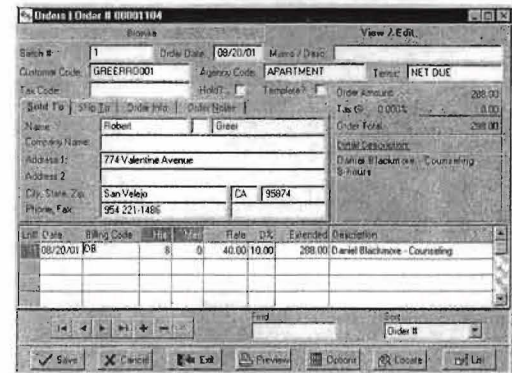 Orders | Order # 00001104
Browse View / Edit
Batch #: 1 Order Date: 08/20/01 Memo / Desc:
Customer Code: GREERRO001 Agency Code: APARTMENT Terms: NET DUE
Tax Code: Hold?: Template?: Order Amount: 288.00
Sold To Ship To Order Info Order Notes Tax @ 0.000% 0.00
Name: Robert Greer Order Total: 288.00
Company Name: Detail Description:
Address 1: 774 Valentine Avenue Daniel Blackmore - Counseling
Address 2: 8-hours
City, State, Zip: San Velejo CA 95874
Phone, Fax: 954 221-1486
Ln# Date Billing Code Hrs Min Rate D% Extended Description
08/20/01 DB 8 0 40.00 10.00 288.00 Daniel Blackmore - Counseling
Find Sort
Order #
Save Cancel Exit Preview Options Locate List